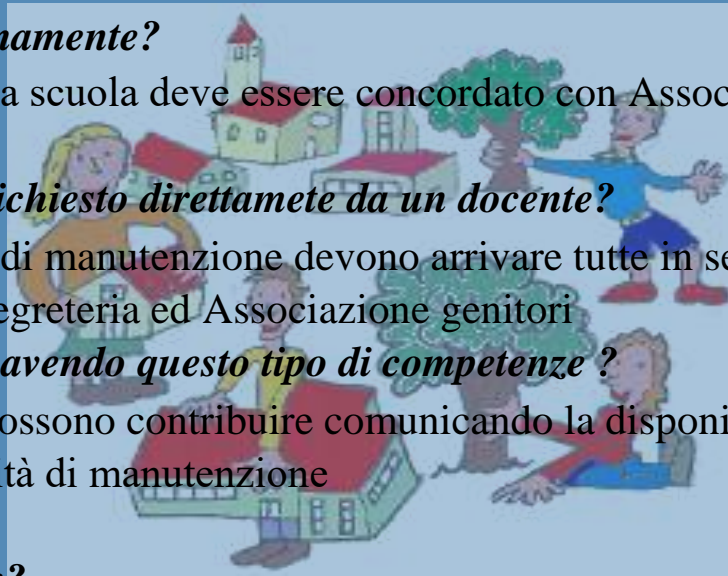 namente?
a scuola deve essere concordato con Assoc
ichiesto direttamete da un docente?
di manutenzione devono arrivare tutte in se
egreteria ed Associazione genitori
avendo questo tipo di competenze ?
ossono contribuire comunicando la disponi
tà di manutenzione
?